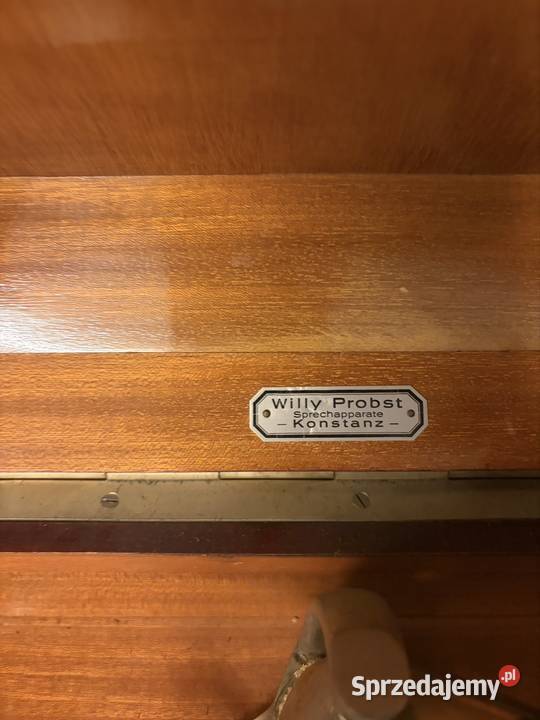 Willy Probst
Sprechapparate
– Konstanz –
Sprzedajemy.pl